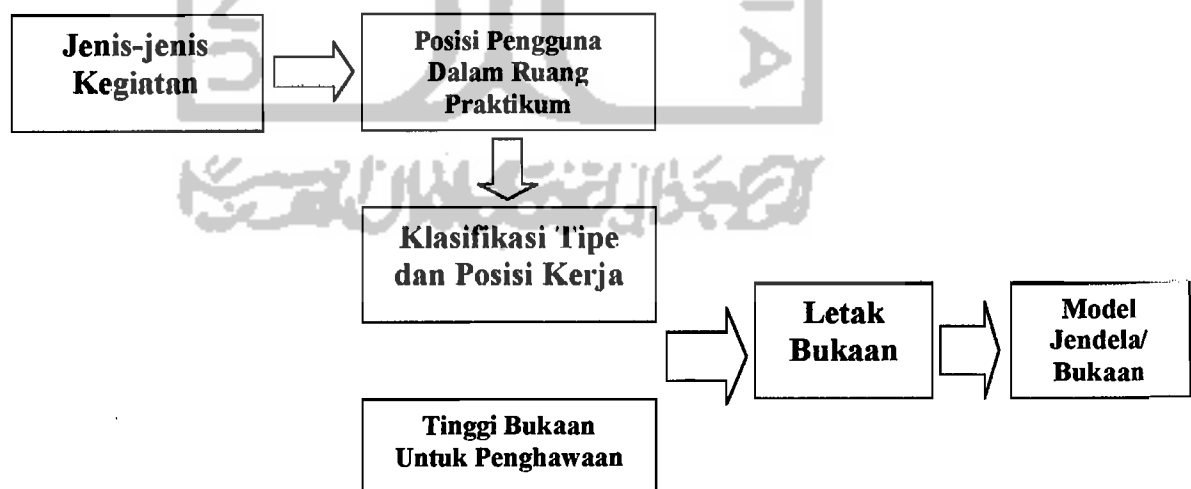 Jenis-jenis
Kegiatan
Posisi Pengguna
Dalam Ruang
Praktikum
Klasifikasi Tipe
dan Posisi Kerja
Letak
Bukaan
Model
Jendela/
Bukaan
Tinggi Bukaan
Untuk Penghawaan